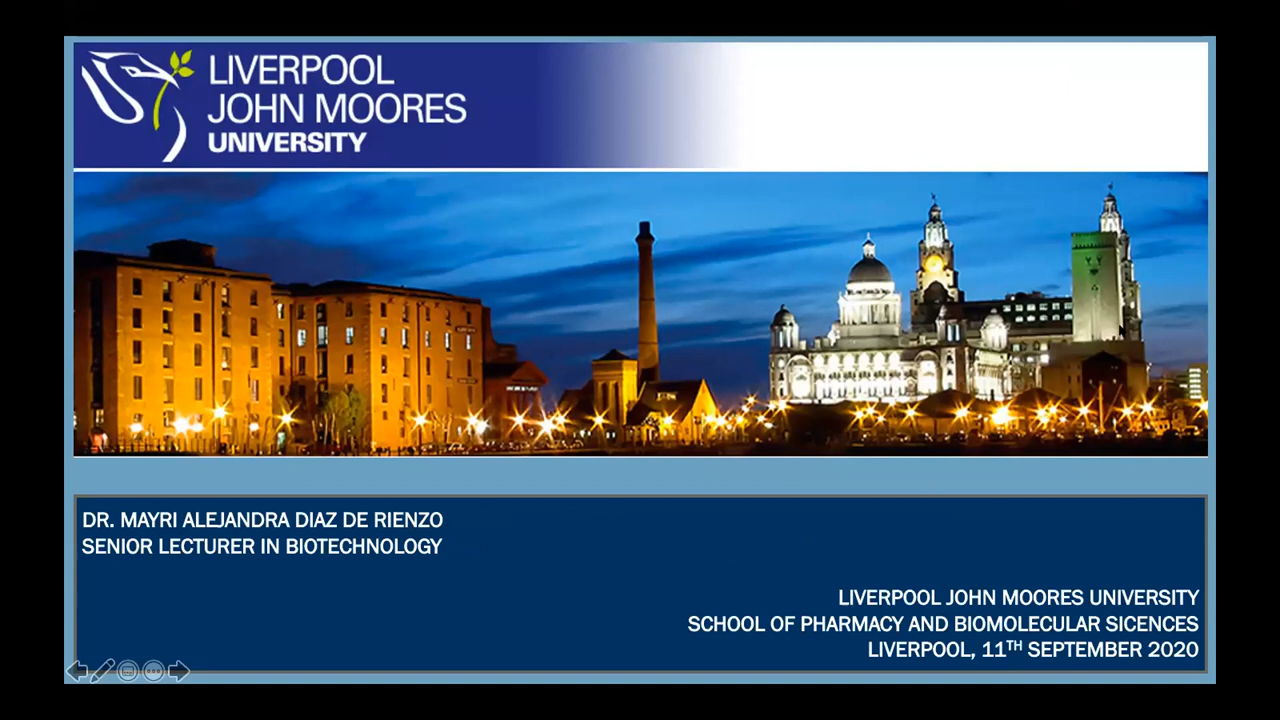 LIVERPOOL
JOHN MOORES
UNIVERSITY
DR. MAYRI ALEJANDRA DIAZ DE RIENZO
SENIOR LECTURER IN BIOTECHNOLOGY
LIVERPOOL JOHN MOORES UNIVERSITY
SCHOOL OF PHARMACY AND BIOMOLECULAR SICENCES
LIVERPOOL, 11TH SEPTEMBER 2020